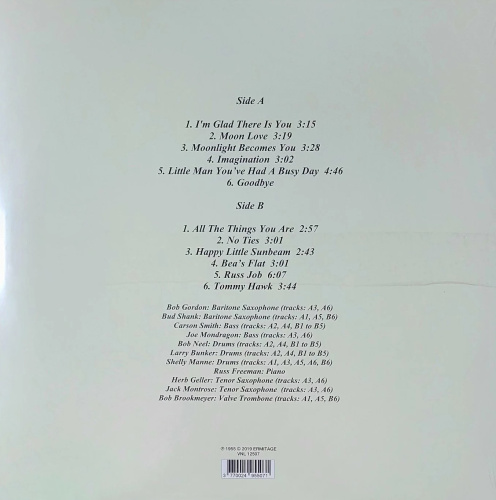 Side A
1. I'm Glad There Is You 3:15
2. Moon Love 3:19
3. Moonlight Becomes You 3:28
4. Imagination 3:02
5. Little Man You've Had A Busy Day 4:46
6. Goodbye
Side B
1. All The Things You Are 2:57
2. No Ties 3:01
3. Happy Little Sunbeam 2:43
4. Bea's Flat 3:01
5. Russ Job 6:07
6. Tommy Hawk 3:44
Bob Gordon: Baritone Saxophone (tracks: A3, A6)
Bud Shank: Baritone Saxophone (tracks: A1, A5, B6)
Carson Smith: Bass (tracks: A2, A4, B1 to B5)
Joe Mondragon: Bass (tracks: A5)
Bob Neel: Drums (tracks: A2, A4, B1 to B5)
Larry Bunker: Drums (tracks: A2, A4, B1 to B5)
Shelly Manne: Drums (tracks: A1, A3, A5, A6, B6)
Russ Freeman: Piano
Herb Geller: Tenor Saxophone (tracks: A3, A6)
Jack Montrose: Tenor Saxophone (tracks: A3, A6)
Bob Brookmeyer: Valve Trombone (tracks: A1, A5, B6)
© 2019 ERMITAGE